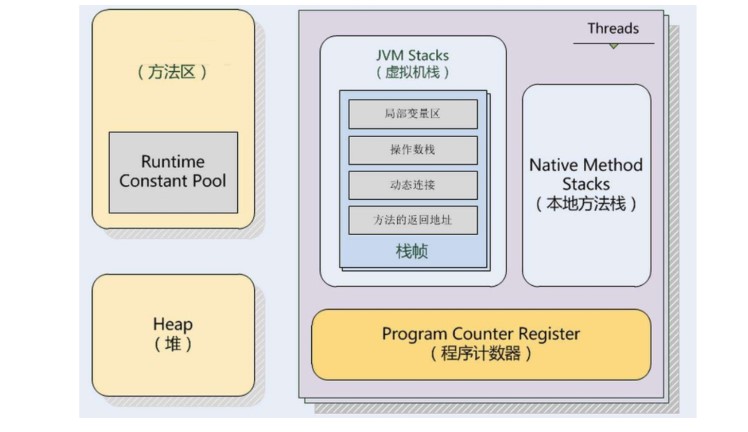 （方法区）
Runtime
Constant Pool
Heap
（堆）
Threads
JVM Stacks
（虚拟机栈）
局部变量区
操作数栈
动态连接
方法的返回地址
栈帧
Native Method
Stacks
（本地方法栈）
Program Counter Register
（程序计数器）